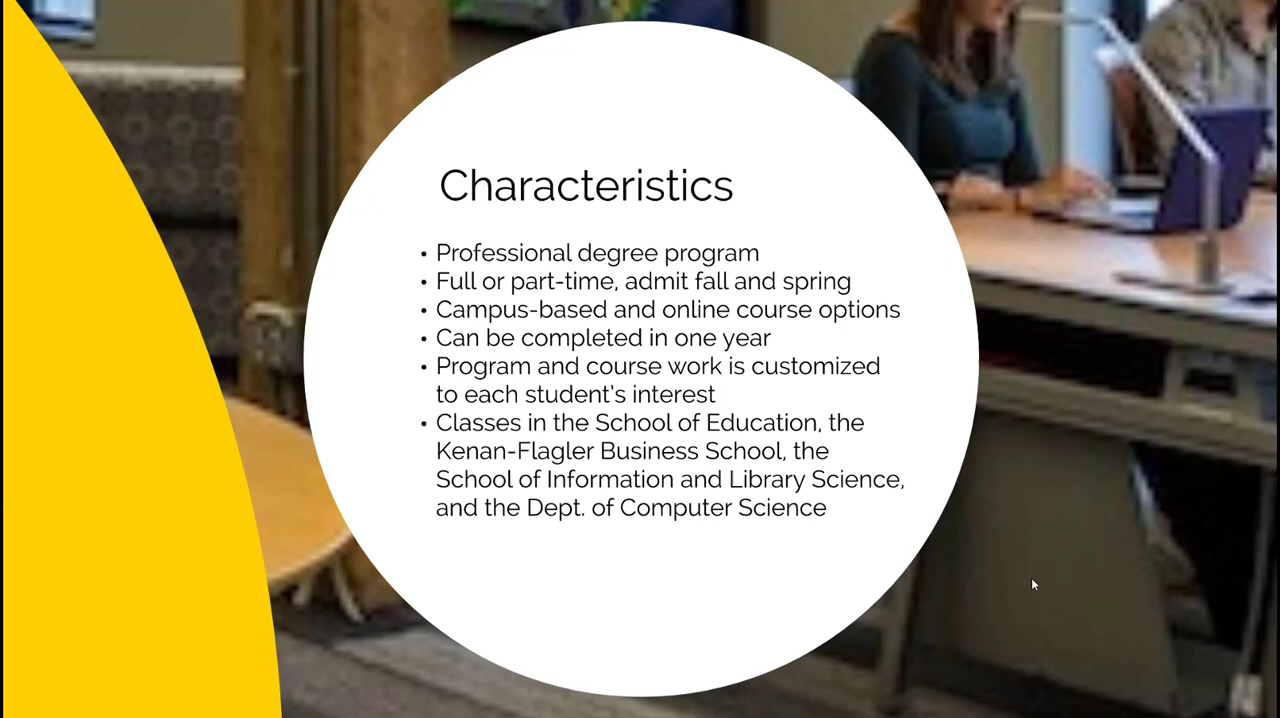 Characteristics
• Professional degree program
• Full or part-time, admit fall and spring
• Campus-based and online course options
• Can be completed in one year
• Program and course work is customized
to each student's interest
• Classes in the School of Education, the
Kenan-Flagler Business School, the
School of Information and Library Science,
and the Dept. of Computer Science